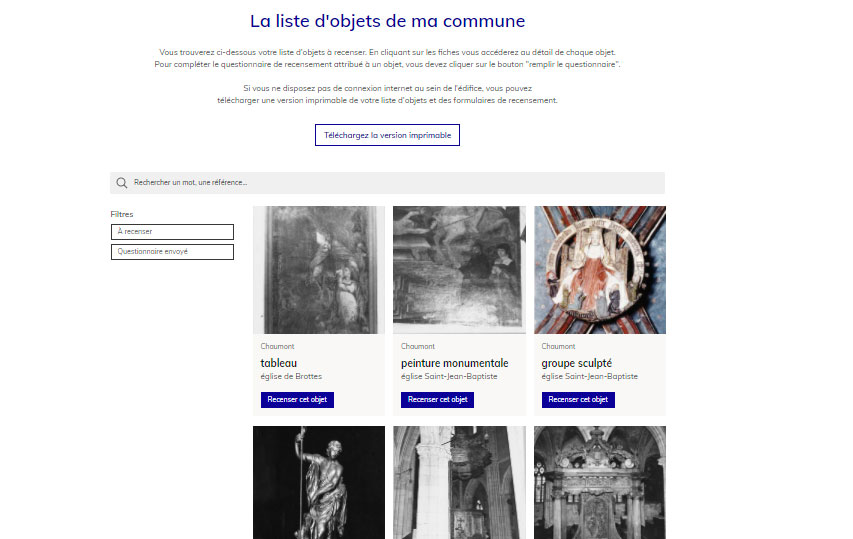 La liste d'objets de ma commune
Vous trouverez ci-dessous votre liste d'objets à recenser. En cliquant sur les fiches vous accéderez au détail de chaque objet.
Pour compléter le questionnaire de recensement attribué à un objet, vous devez cliquer sur le bouton "remplir le questionnaire".
Si vous ne disposez pas de connexion internet au sein de l'édifice, vous pouvez
télécharger une version imprimable de votre liste d'objets et des formulaires de recensement.
Téléchargez la version imprimable
Rechercher un mot, une référence...
Filtres
À recenser
Questionnaire envoyé
Chaumont
tableau
église de Brottes
Recenser cet objet
Chaumont
peinture monumentale
église Saint-Jean-Baptiste
Recenser cet objet
Chaumont
groupe sculpté
église Saint-Jean-Baptiste
Recenser cet objet